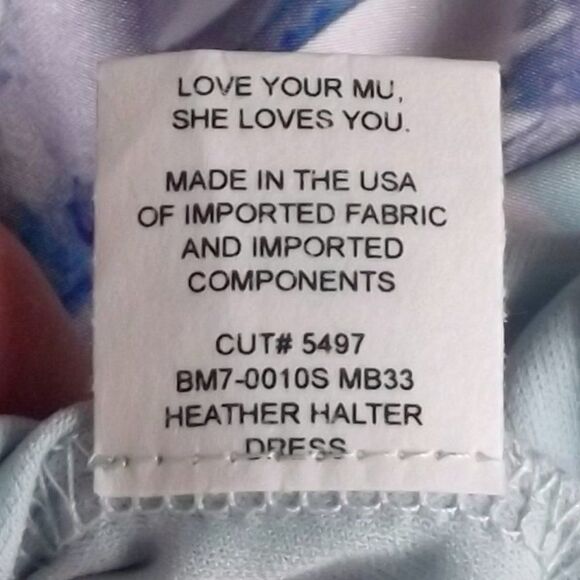 LOVE YOUR MU,
SHE LOVES YOU.
MADE IN THE USA
OF IMPORTED FABRIC
AND IMPORTED
COMPONENTS
CUT# 5497
BM7-0010S MB33
HEATHER HALTER
DRESS